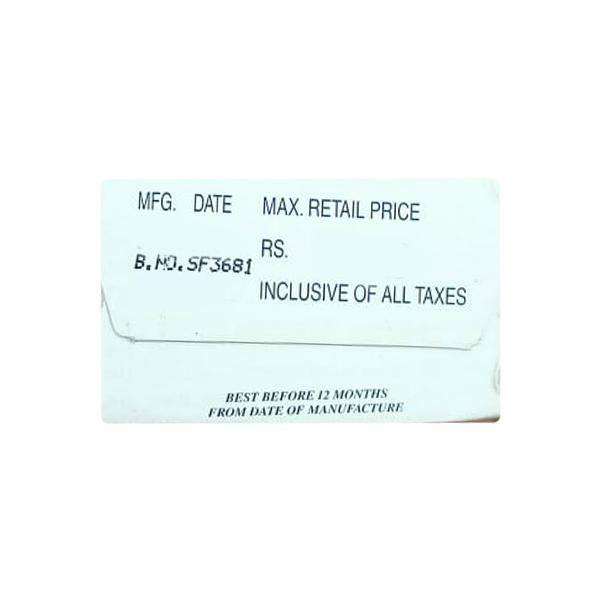 MFG. DATE MAX. RETAIL PRICE
RS.
B.NO.SF3681
INCLUSIVE OF ALL TAXES
BEST BEFORE 12 MONTHS
FROM DATE OF MANUFACTURE